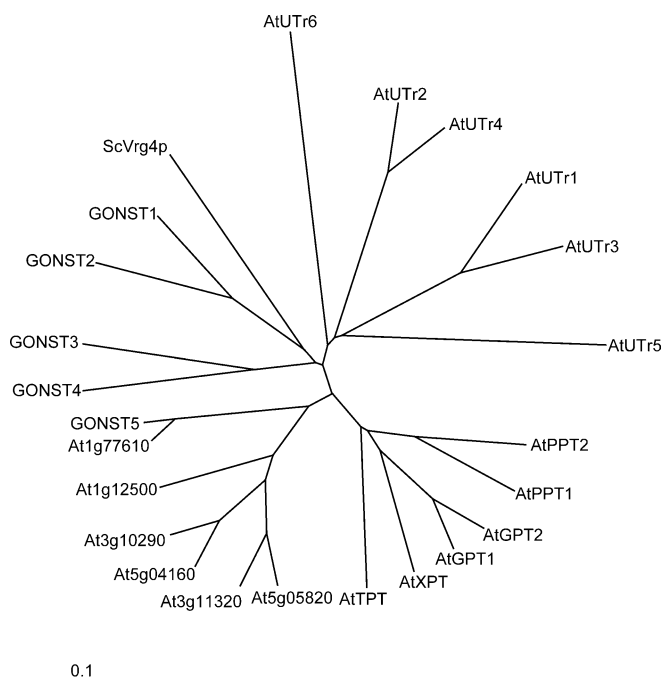 AtUTr6
AtUTr2
AtUTr4
ScVrg4p
AtUTr1
GONST1
AtUTr3
GONST2
GONST3
AtUTr5
GONST4
GONST5
At1g77610
AtPPT2
At1g12500
AtPPT1
AtGPT2
At3g10290
AtGPT1
At5g04160
AtXPT
At3g11320
At5g05820
AtTPT
0.1